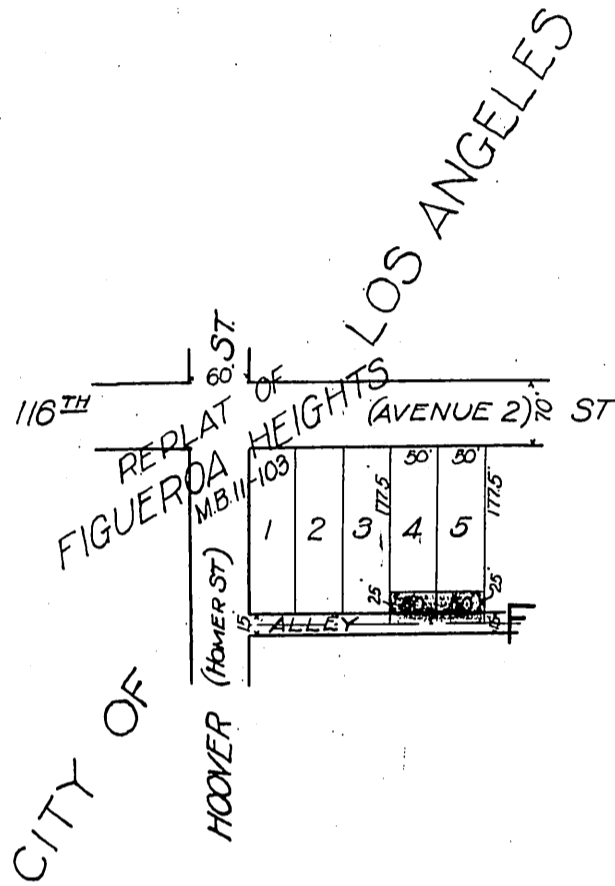 CITY OF LOS ANGELES
60' ST.
116TH
(AVENUE 2) 70' ST
REPLAT OF
FIGUEROA HEIGHTS
M.B. 11-103
50' 50'
177.5' 177.5'
1 2 3 4 5
25' 25'
15' ALLEY 15'
HOOVER (HOMER ST)